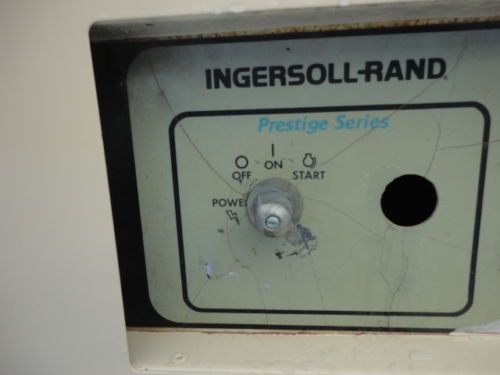 INGERSOLL-RAND
Prestige Series
ON
OFF START
POWER